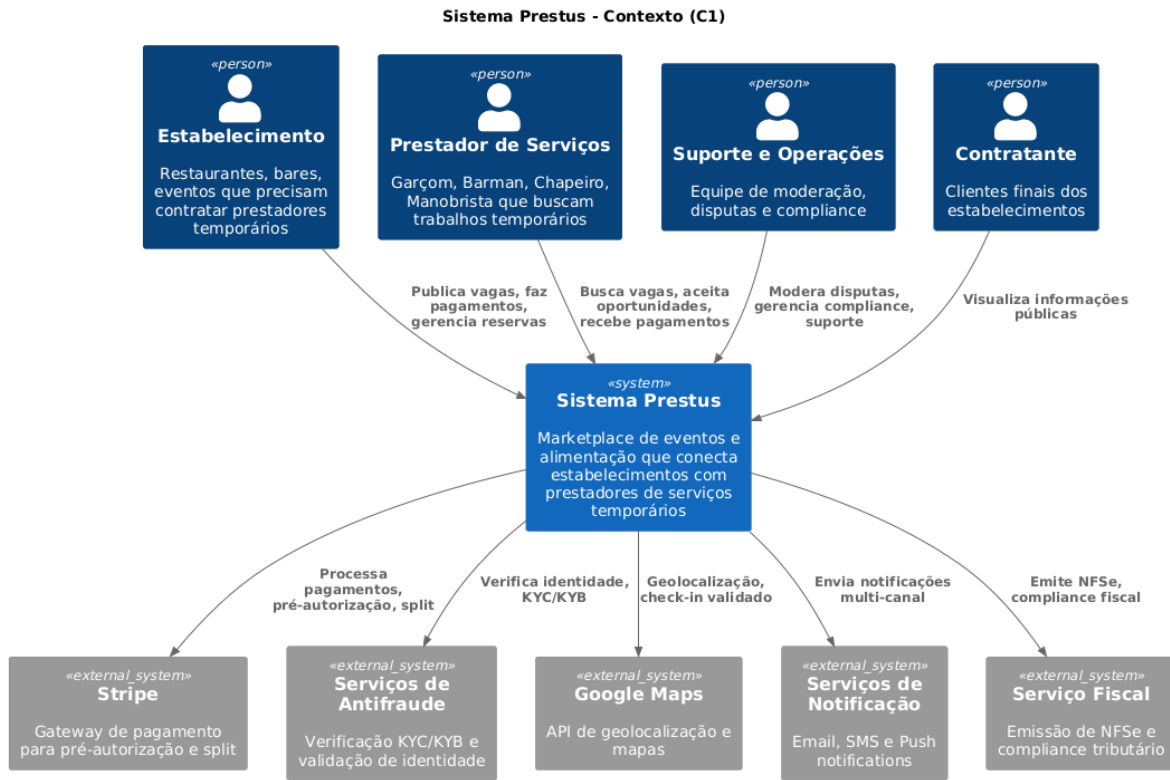 Sistema Prestus - Contexto (C1)
«person»
Estabelecimento
Restaurantes, bares,
eventos que precisam
contratar prestadores
temporários
«person»
Prestador de Serviços
Garçom, Barman, Chapeiro,
Manobrista que buscam
trabalhos temporários
«person»
Suporte e Operações
Equipe de moderação,
disputas e compliance
«person»
Contratante
Clientes finais dos
estabelecimentos
Publica vagas, faz
pagamentos,
gerencia reservas
Busca vagas, aceita
oportunidades,
recebe pagamentos
Modera disputas,
gerencia compliance,
suporte
Visualiza informações
públicas
«system»
Sistema Prestus
Marketplace de eventos e
alimentação que conecta
estabelecimentos com
prestadores de serviços
temporários
Processa
pagamentos,
pré-autorização, split
Verifica identidade,
KYC/KYB
Geolocalização,
check-in validado
Envia notificações
multi-canal
Emite NFSe,
compliance fiscal
«external_system»
Stripe
Gateway de pagamento
para pré-autorização e split
«external_system»
Serviços de
Antifraude
Verificação KYC/KYB e
validação de identidade
«external_system»
Google Maps
API de geolocalização e
mapas
«external_system»
Serviços de
Notificação
Email, SMS e Push
notifications
«external_system»
Serviço Fiscal
Emissão de NFSe e
compliance tributário